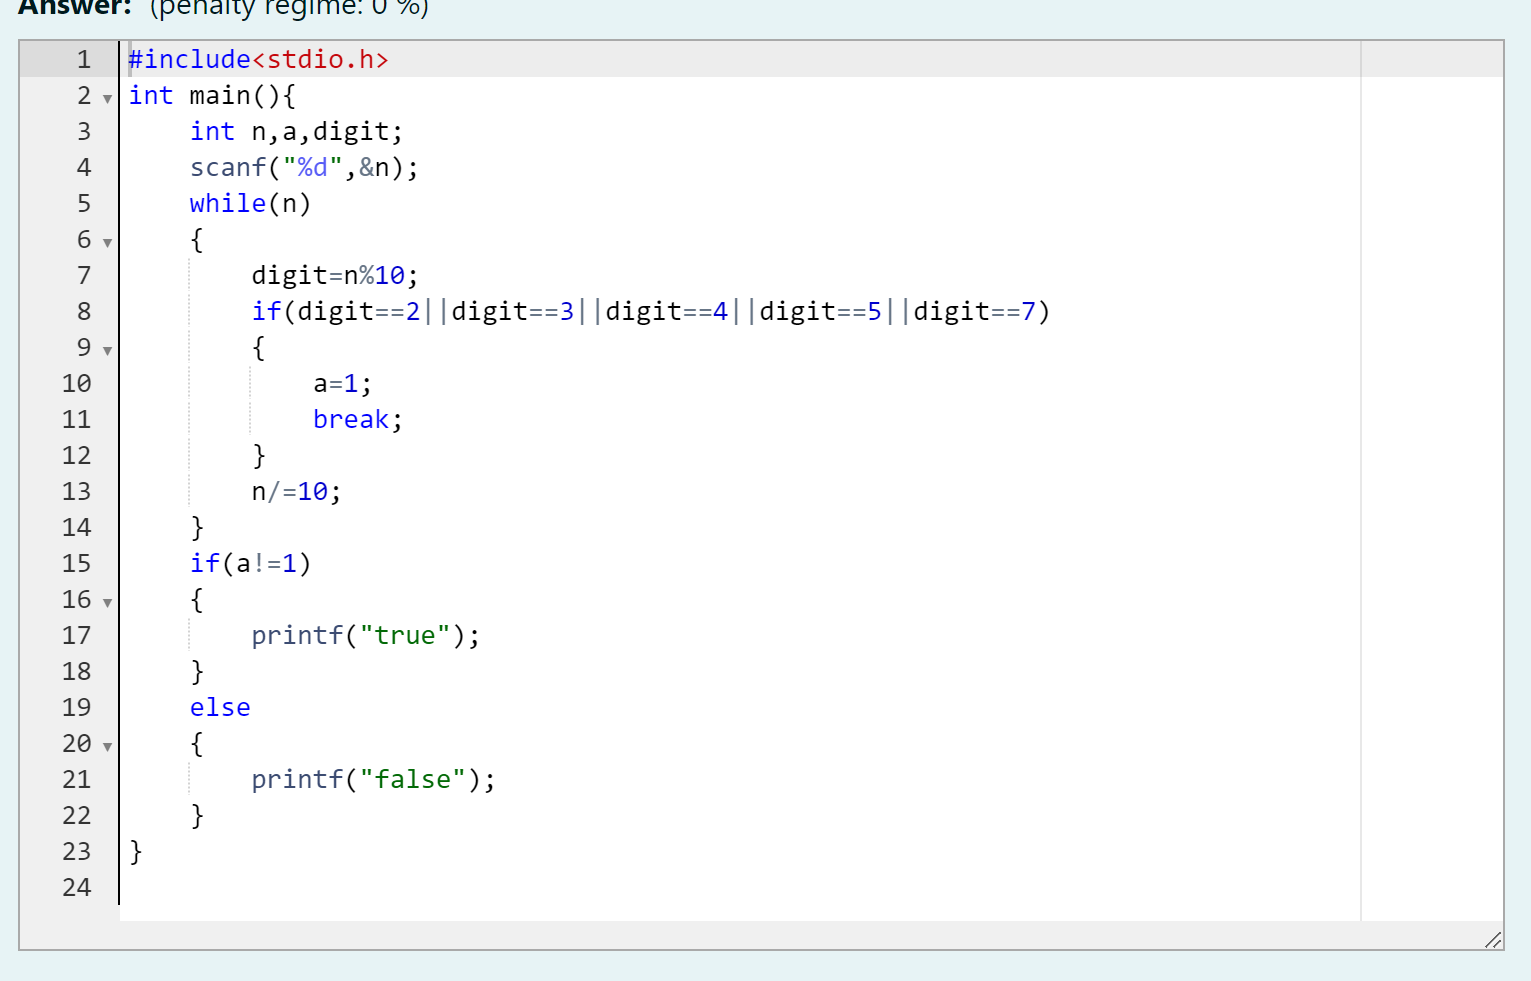 Answer: (penalty regime: 0 %)
1 #include<stdio.h>
2 int main(){
3     int n,a,digit;
4     scanf("%d",&n);
5     while(n)
6     {
7         digit=n%10;
8         if(digit==2||digit==3||digit==4||digit==5||digit==7)
9         {
10             a=1;
11             break;
12         }
13         n/=10;
14     }
15     if(a!=1)
16     {
17         printf("true");
18     }
19     else
20     {
21         printf("false");
22     }
23 }
24